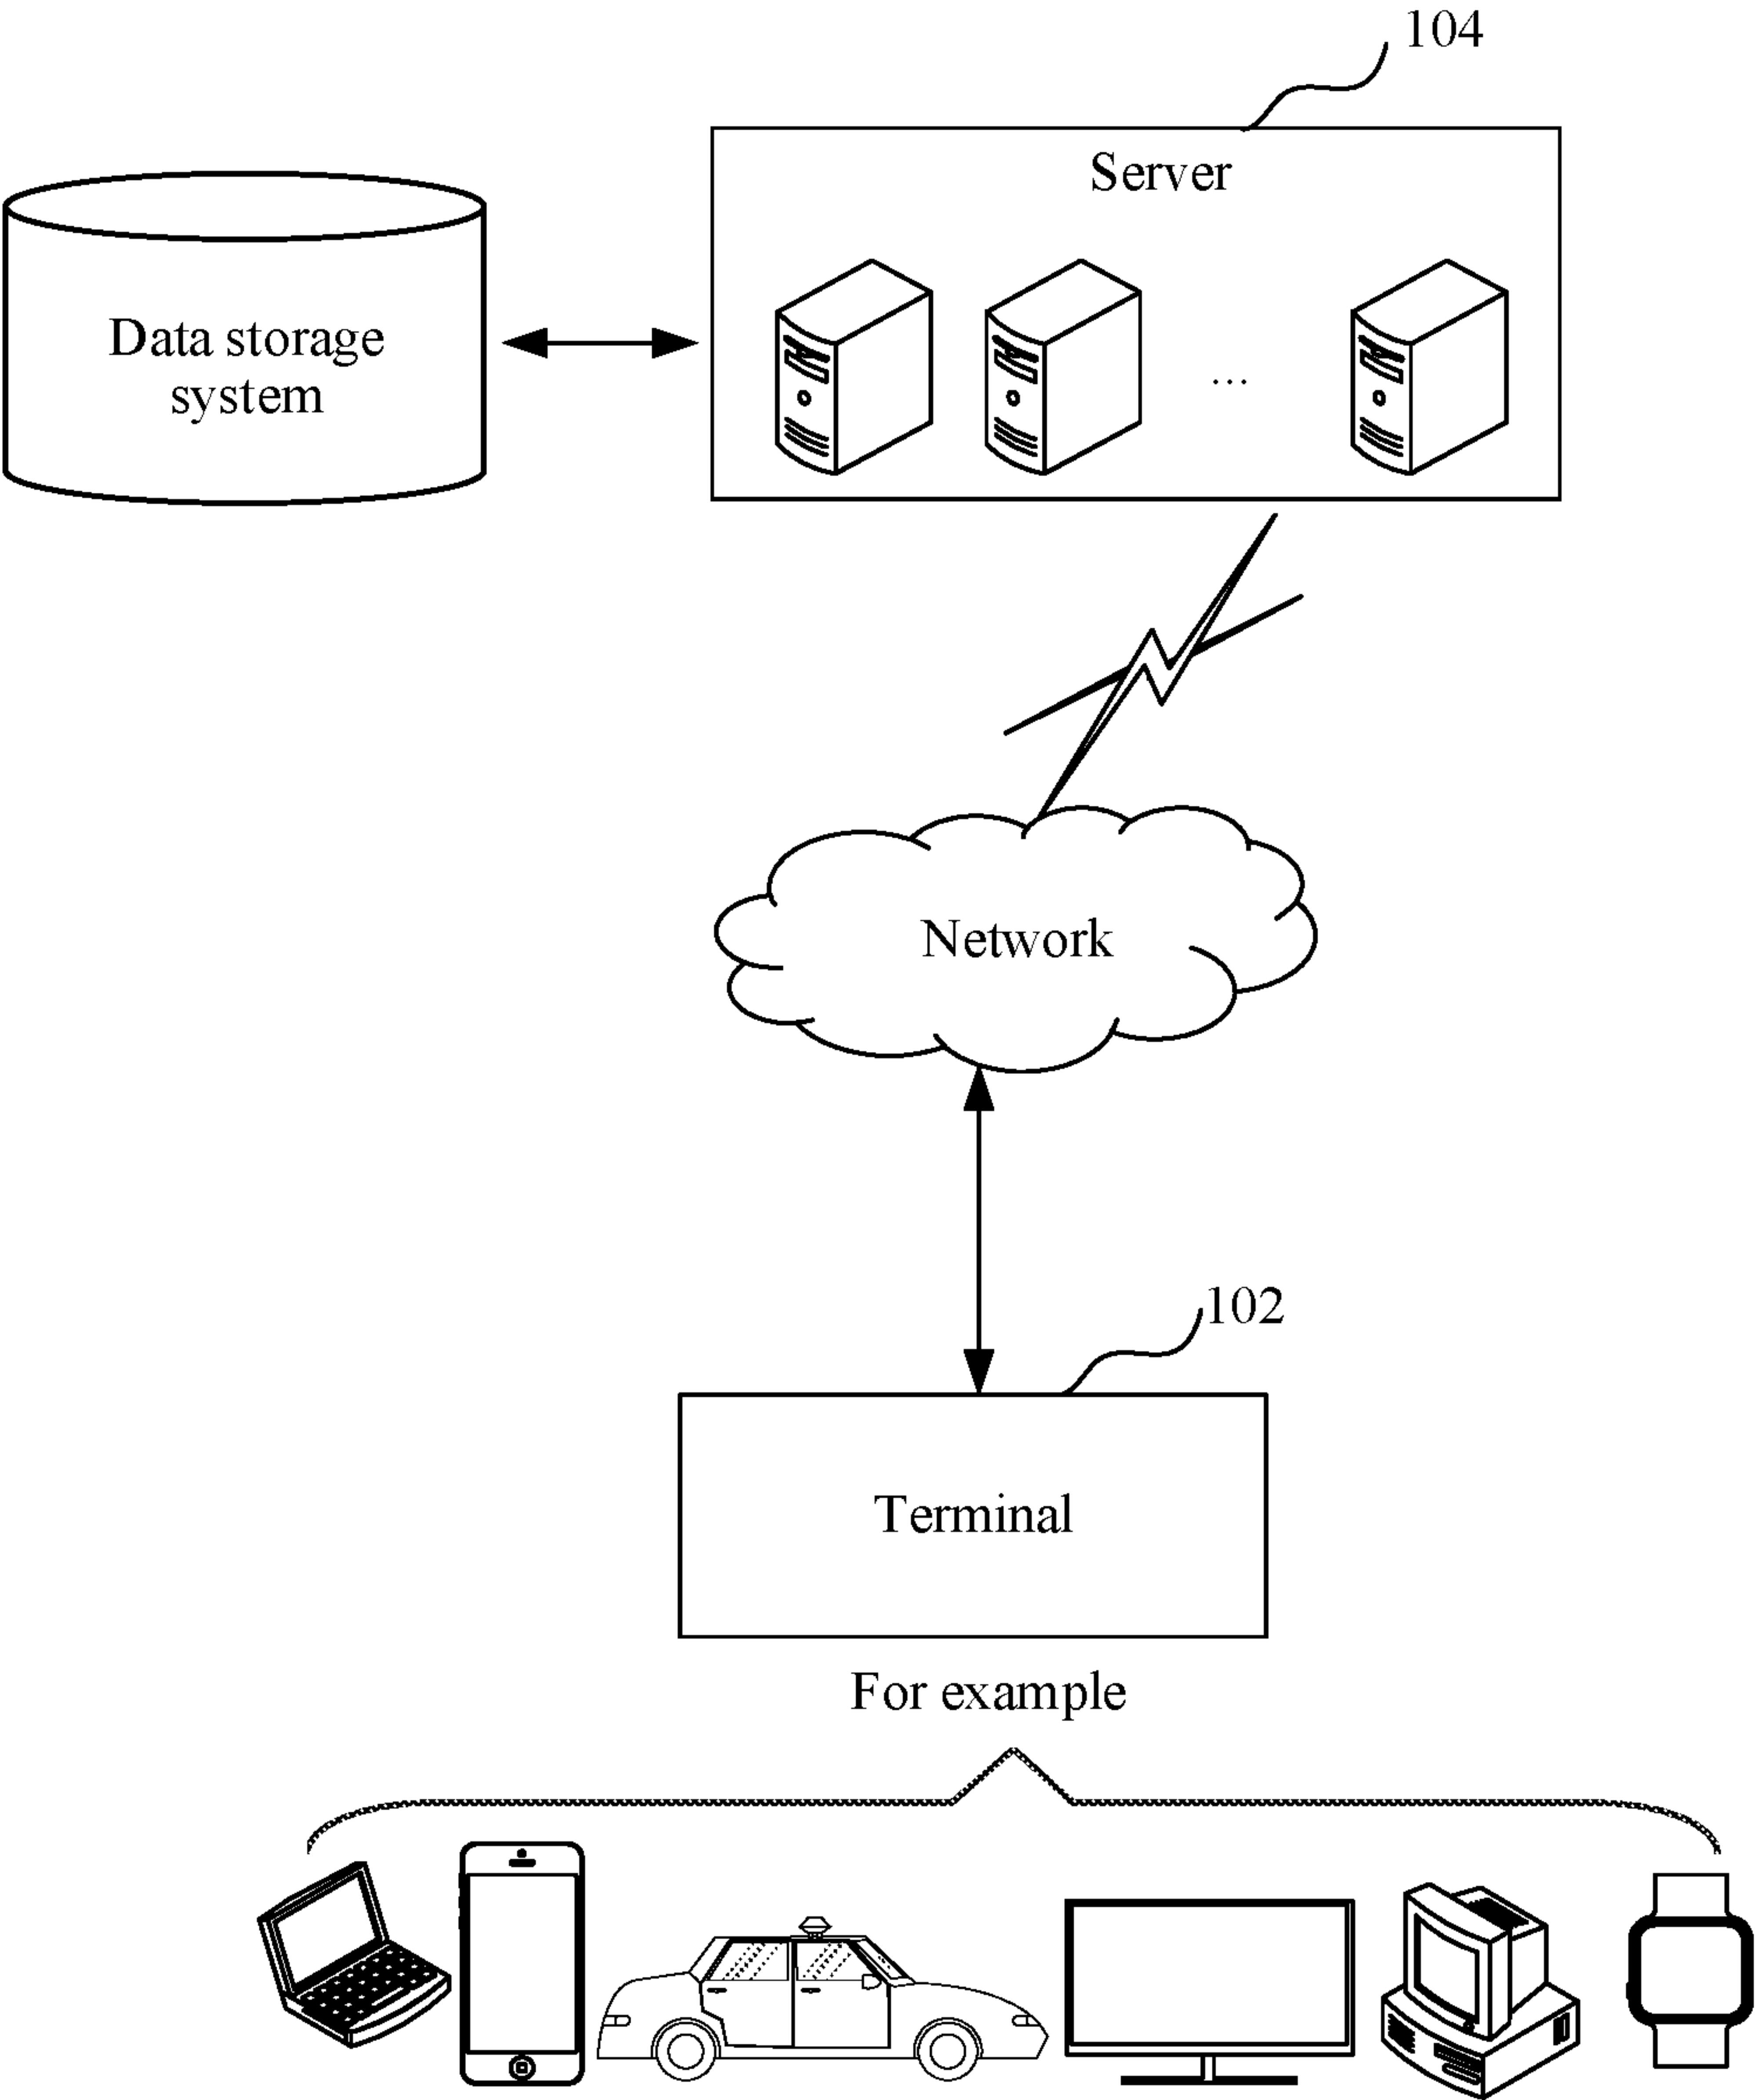 104
Server
Data storage
system
...
Network
102
Terminal
For example